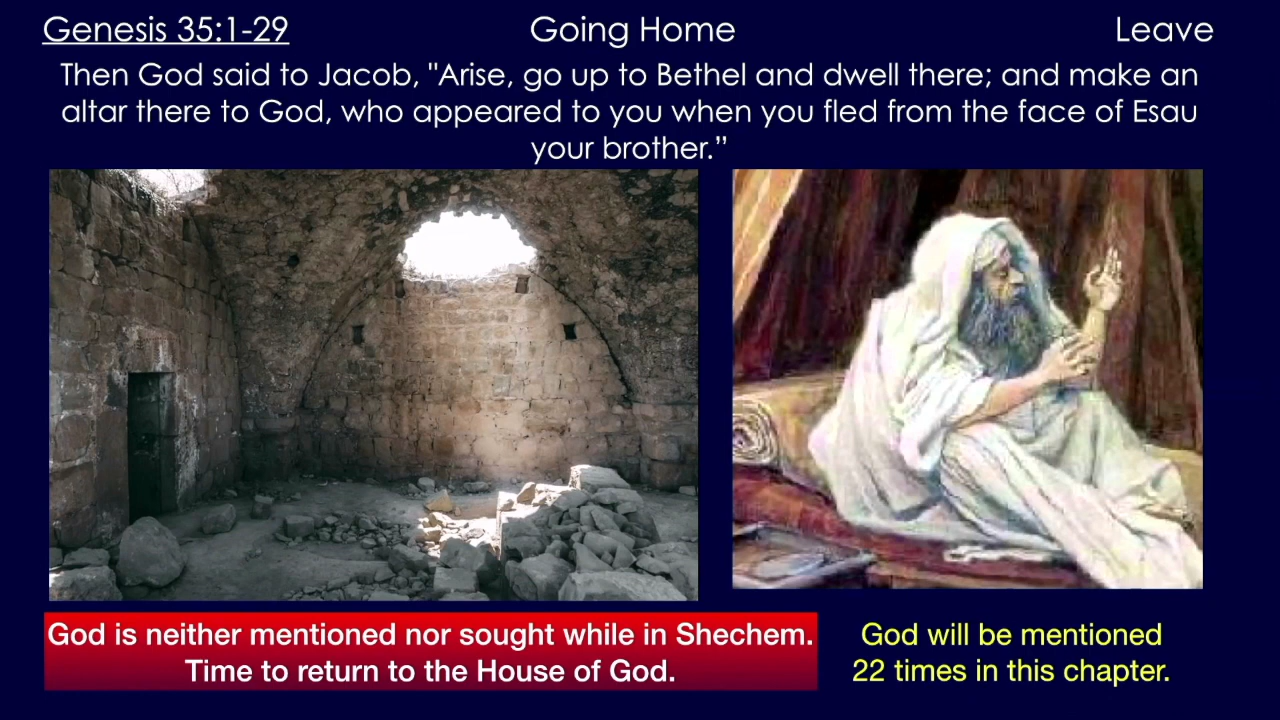 Genesis 35:1-29 Going Home Leave
Then God said to Jacob, "Arise, go up to Bethel and dwell there; and make an
altar there to God, who appeared to you when you fled from the face of Esau
your brother.”
God is neither mentioned nor sought while in Shechem.
Time to return to the House of God.
God will be mentioned
22 times in this chapter.